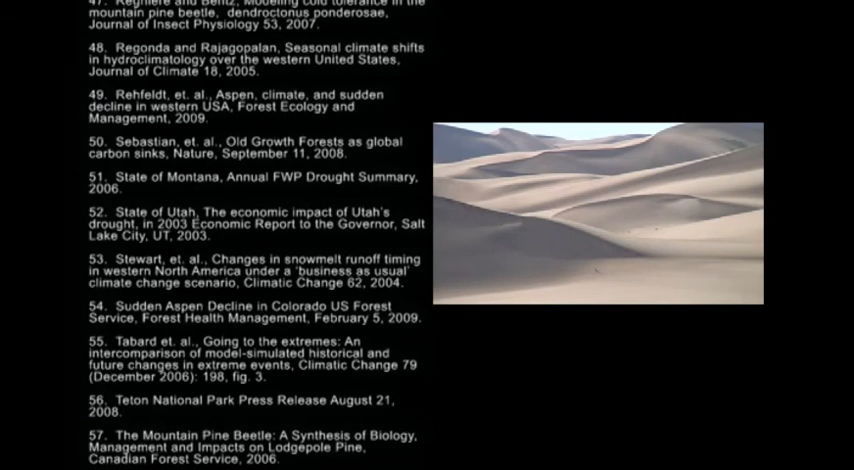 47. Regniere and Bentz, Modeling cold tolerance in the
mountain pine beetle, dendroctonus ponderosae,
Journal of Insect Physiology 53, 2007.
48. Regonda and Rajagopalan, Seasonal climate shifts
in hydroclimatology over the western United States,
Journal of Climate 18, 2005.
49. Rehfeldt, et. al., Aspen, climate, and sudden
decline in western USA, Forest Ecology and
Management, 2009.
50. Sebastian, et. al., Old Growth Forests as global
carbon sinks, Nature, September 11, 2008.
51. State of Montana, Annual FWP Drought Summary,
2006.
52. State of Utah, The economic impact of Utah's
drought, in 2003 Economic Report to the Governor, Salt
Lake City, UT, 2003.
53. Stewart, et. al., Changes in snowmelt runoff timing
in western North America under a 'business as usual'
climate change scenario, Climatic Change 62, 2004.
54. Sudden Aspen Decline in Colorado US Forest
Service, Forest Health Management, February 5, 2009.
55. Tabard et. al., Going to the extremes: An
intercomparison of model-simulated historical and
future changes in extreme events, Climatic Change 79
(December 2006): 198, fig. 3.
56. Teton National Park Press Release August 21,
2008.
57. The Mountain Pine Beetle: A Synthesis of Biology,
Management and Impacts on Lodgepole Pine,
Canadian Forest Service, 2006.